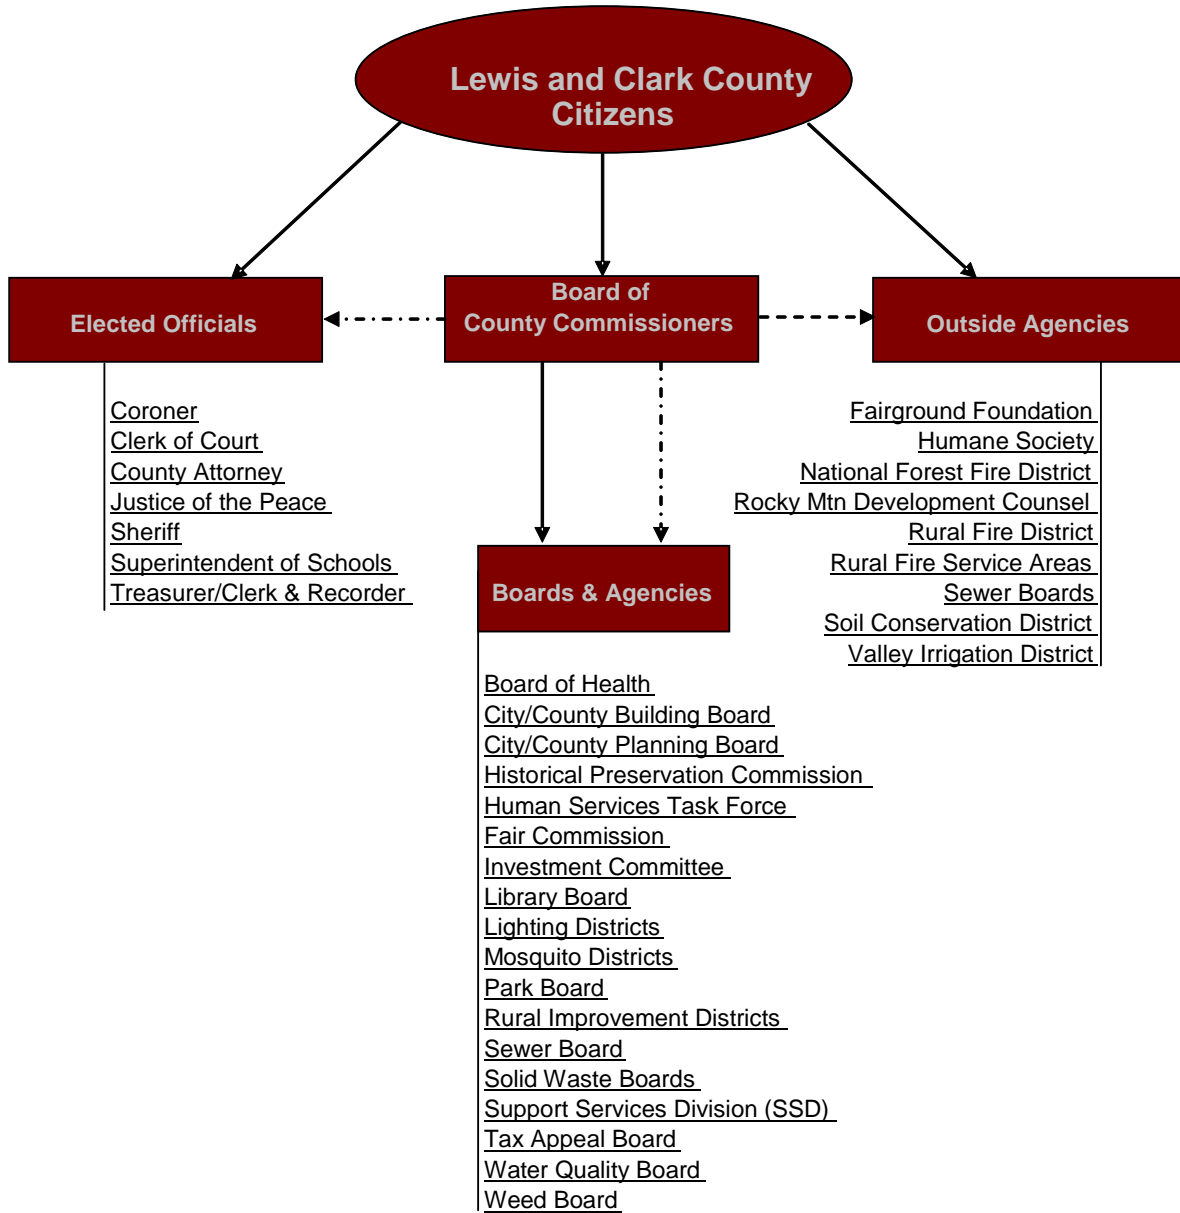 Lewis and Clark County
Citizens
Elected Officials
Board of
County Commissioners
Outside Agencies
Coroner
Clerk of Court
County Attorney
Justice of the Peace
Sheriff
Superintendent of Schools
Treasurer/Clerk & Recorder
Fairground Foundation
Humane Society
National Forest Fire District
Rocky Mtn Development Counsel
Rural Fire District
Rural Fire Service Areas
Sewer Boards
Soil Conservation District
Valley Irrigation District
Boards & Agencies
Board of Health
City/County Building Board
City/County Planning Board
Historical Preservation Commission
Human Services Task Force
Fair Commission
Investment Committee
Library Board
Lighting Districts
Mosquito Districts
Park Board
Rural Improvement Districts
Sewer Board
Solid Waste Boards
Support Services Division (SSD)
Tax Appeal Board
Water Quality Board
Weed Board